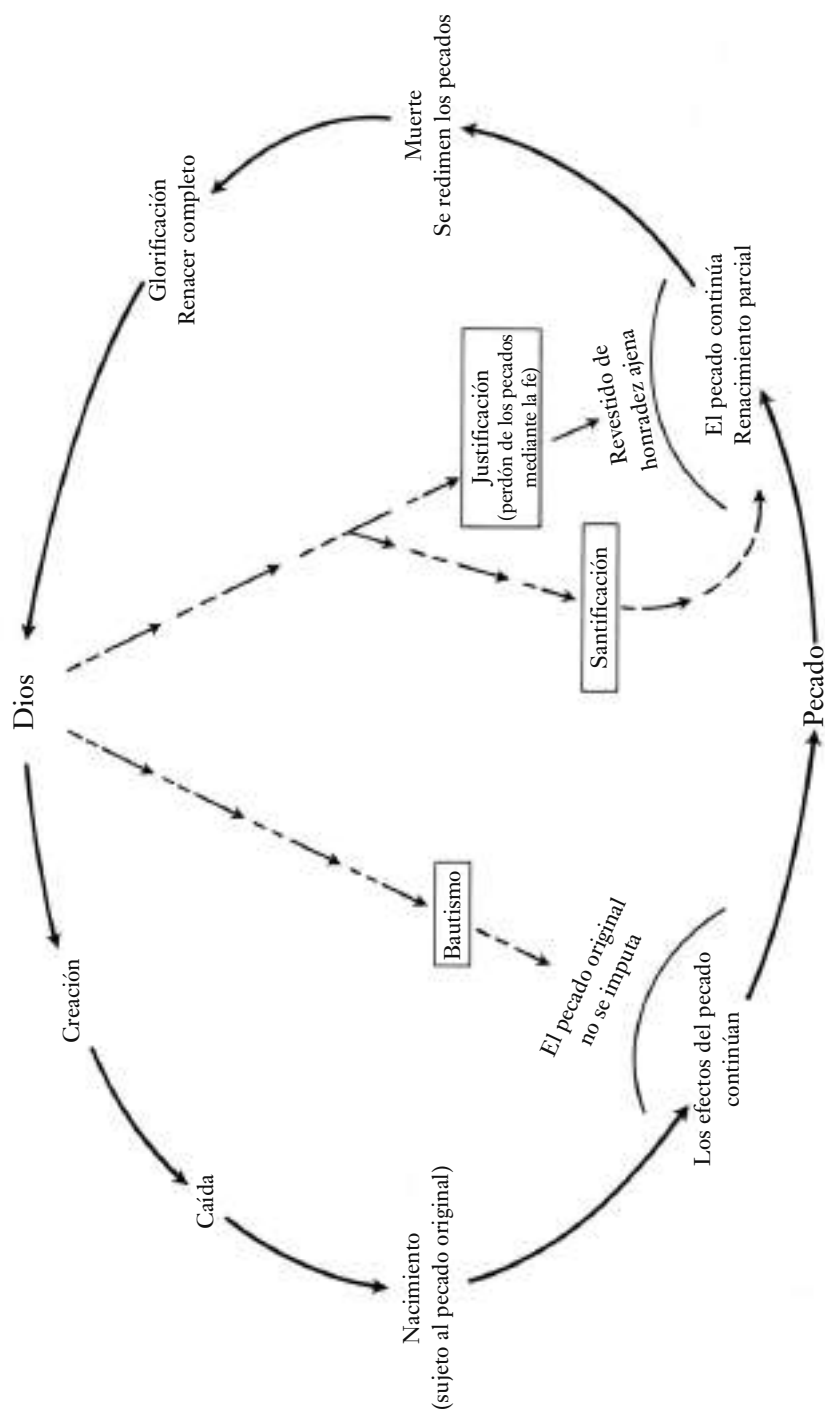 Dios
Creación
Caída
Nacimiento
(sujeto al pecado original)
Los efectos del pecado
continúan
El pecado original
no se imputa
Bautismo
Pecado
Santificación
Justificación
(perdón de los pecados
mediante la fe)
Revestido de
honradez ajena
El pecado continúa
Renacimiento parcial
Muerte
Se redimen los pecados
Glorificación
Renacer completo